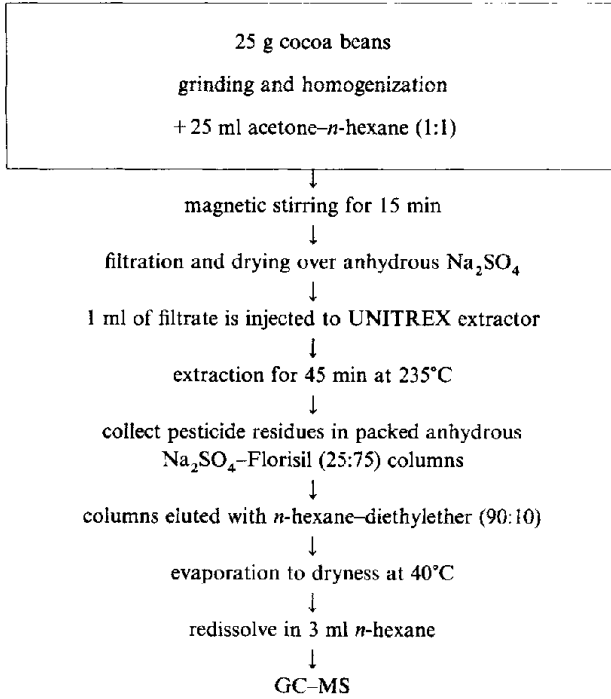 25 g cocoa beans
grinding and homogenization
+ 25 ml acetone–n-hexane (1:1)
↓
magnetic stirring for 15 min
↓
filtration and drying over anhydrous Na₂SO₄
↓
1 ml of filtrate is injected to UNITREX extractor
↓
extraction for 45 min at 235°C
↓
collect pesticide residues in packed anhydrous
Na₂SO₄–Florisil (25:75) columns
↓
columns eluted with n-hexane–diethylether (90:10)
↓
evaporation to dryness at 40°C
↓
redissolve in 3 ml n-hexane
↓
GC–MS